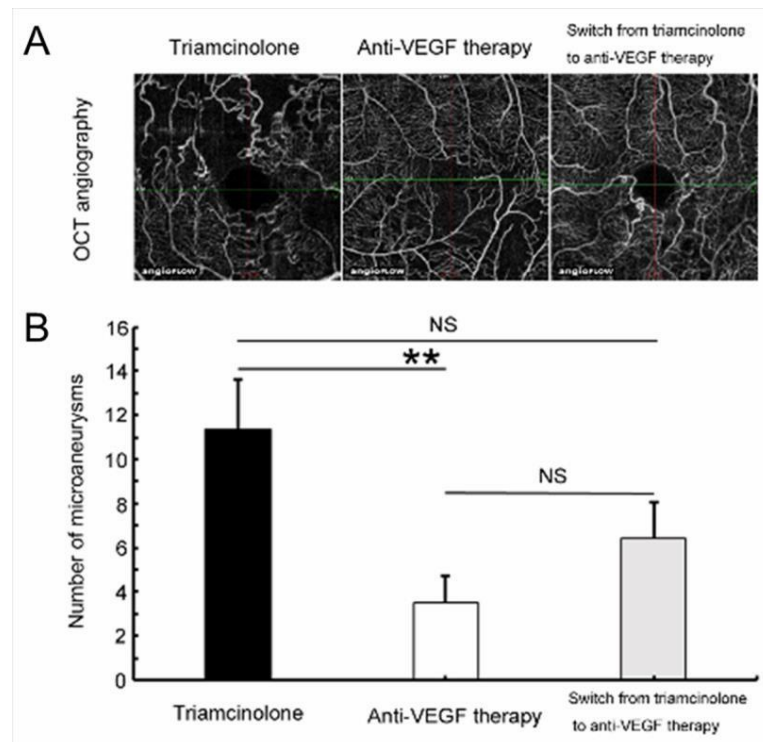 A
Triamcinolone
Anti-VEGF therapy
Switch from triamcinolone
to anti-VEGF therapy
OCT angiography
angioFLOW
angioFLOW
angioFLOW
B
Number of microaneurysms
16
14
12
10
8
6
4
2
0
NS
**
NS
Triamcinolone
Anti-VEGF therapy
Switch from triamcinolone
to anti-VEGF therapy